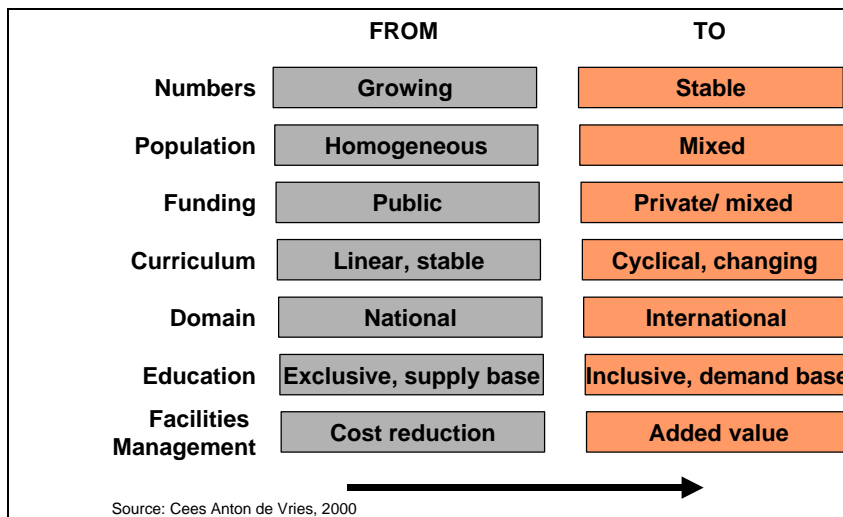 FROM TO
Numbers Growing Stable
Population Homogeneous Mixed
Funding Public Private/ mixed
Curriculum Linear, stable Cyclical, changing
Domain National International
Education Exclusive, supply base Inclusive, demand base
Facilities
Management Cost reduction Added value
Source: Cees Anton de Vries, 2000